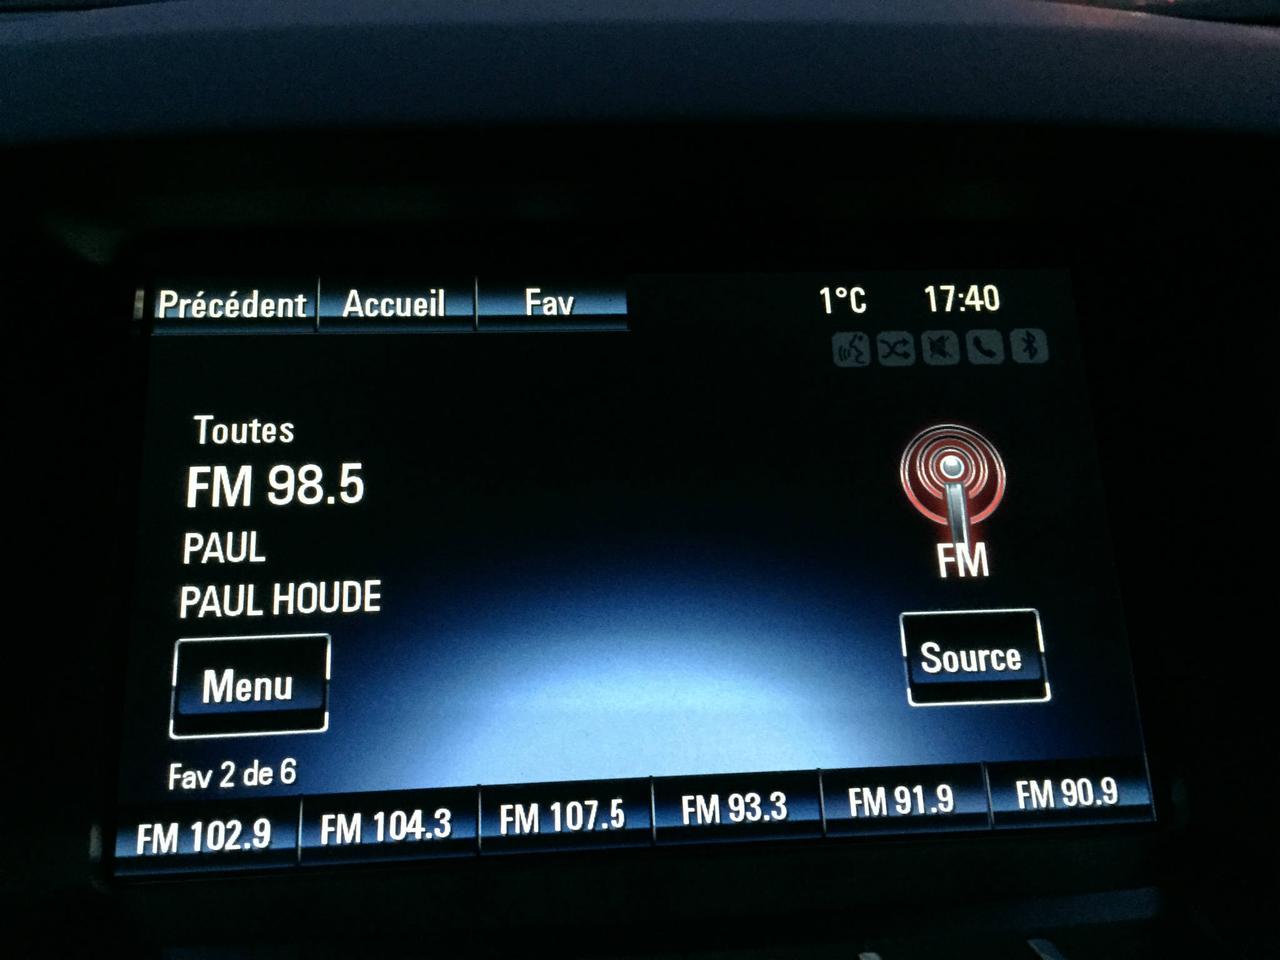 Précédent Accueil Fav 1°C 17:40
Toutes
FM 98.5
PAUL
PAUL HOUDE
FM
Menu
Source
Fav 2 de 6
FM 102.9 FM 104.3 FM 107.5 FM 93.3 FM 91.9 FM 90.9